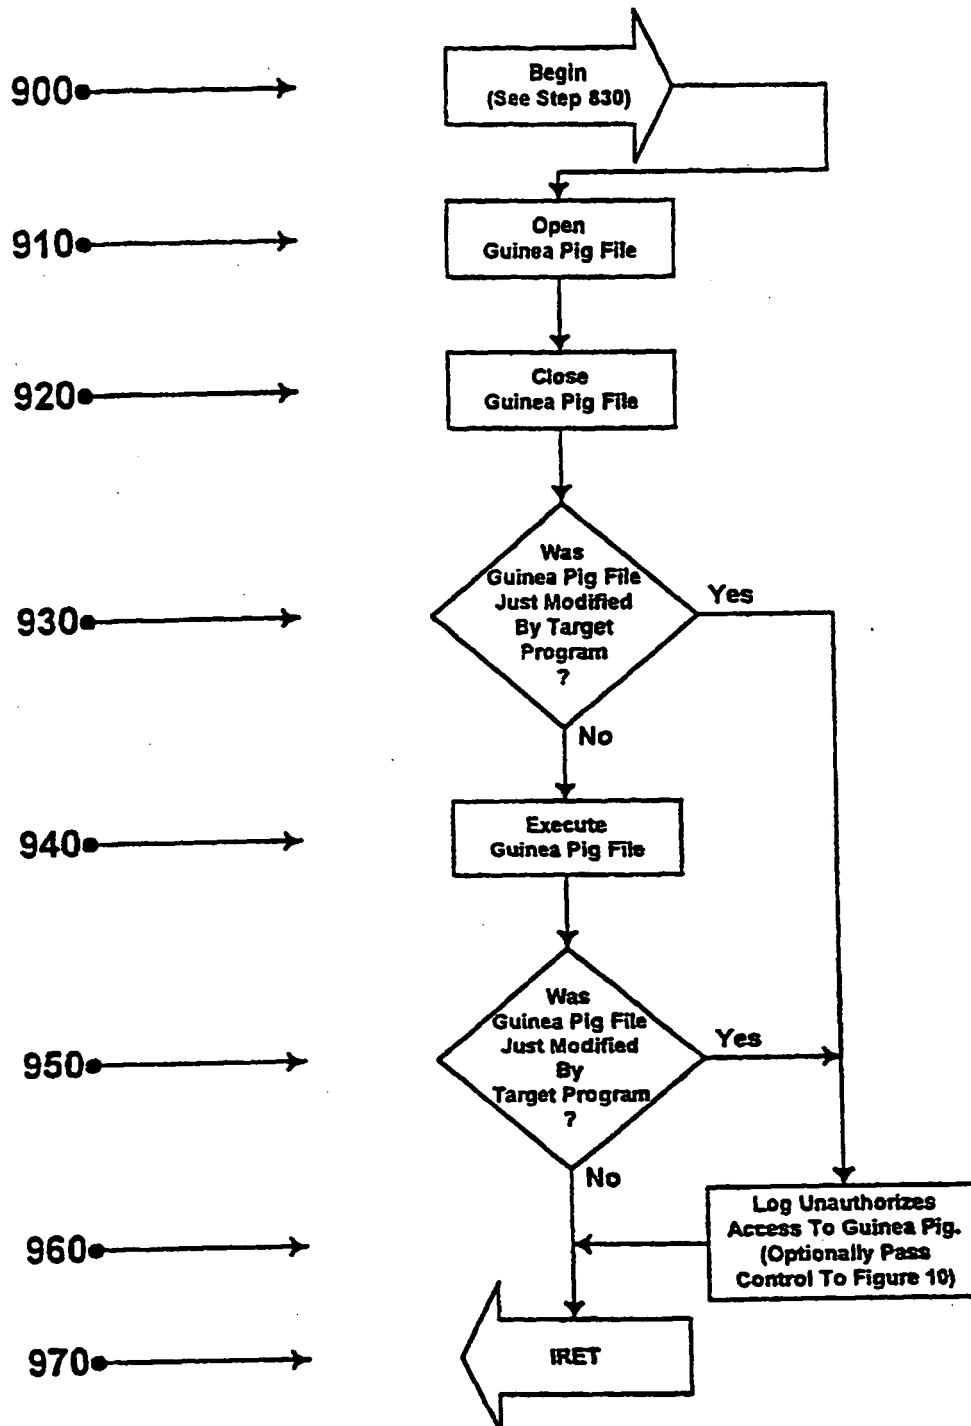 900
Begin
(See Step 830)
910
Open
Guinea Pig File
920
Close
Guinea Pig File
930
Was
Guinea Pig File
Just Modified
By Target
Program
?
Yes
No
940
Execute
Guinea Pig File
950
Was
Guinea Pig File
Just Modified
By
Target Program
?
Yes
No
960
Log Unauthorizes
Access To Guinea Pig.
(Optionally Pass
Control To Figure 10)
970
IRET